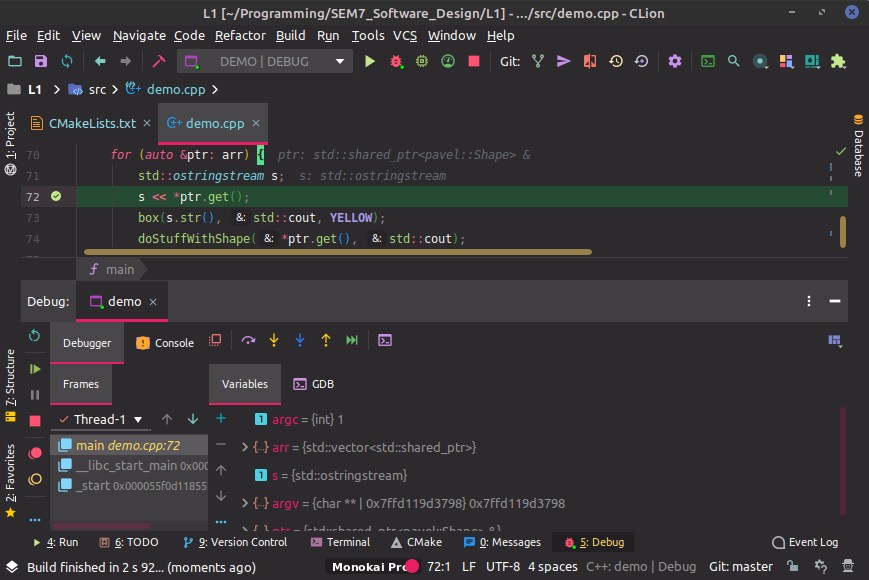 L1 [~/Programming/SEM7_Software_Design/L1] - .../src/demo.cpp - CLion
File Edit View Navigate Code Refactor Build Run Tools VCS Window Help
DEMO | DEBUG Git:
L1 src demo.cpp
CMakeLists.txt demo.cpp
1: Project
Database
70 for (auto &ptr: arr) { ptr: std::shared_ptr<pavel::Shape> &
71 std::ostringstream s; s: std::ostringstream
72 s << *ptr.get();
73 box(s.str(), &: std::cout, YELLOW);
74 doStuffWithShape( &: *ptr.get(), &: std::cout);
f main
Debug: demo
Debugger Console
Frames Variables GDB
7: Structure
2: Favorites
Thread-1
main demo.cpp:72
__libc_start_main 0x000
_start 0x000055f0d11855
argc = {int} 1
{..} arr = {std::vector<std::shared_ptr>}
s = {std::ostringstream}
{..} argv = {char ** | 0x7ffd119d3798} 0x7ffd119d3798
{..} ptr = {std::shared_ptr<pavel::Shape> &}
4: Run 6: TODO 9: Version Control Terminal CMake 0: Messages 5: Debug Event Log
Build finished in 2 s 92... (moments ago) Monokai Pro 72:1 LF UTF-8 4 spaces C++: demo | Debug Git: master